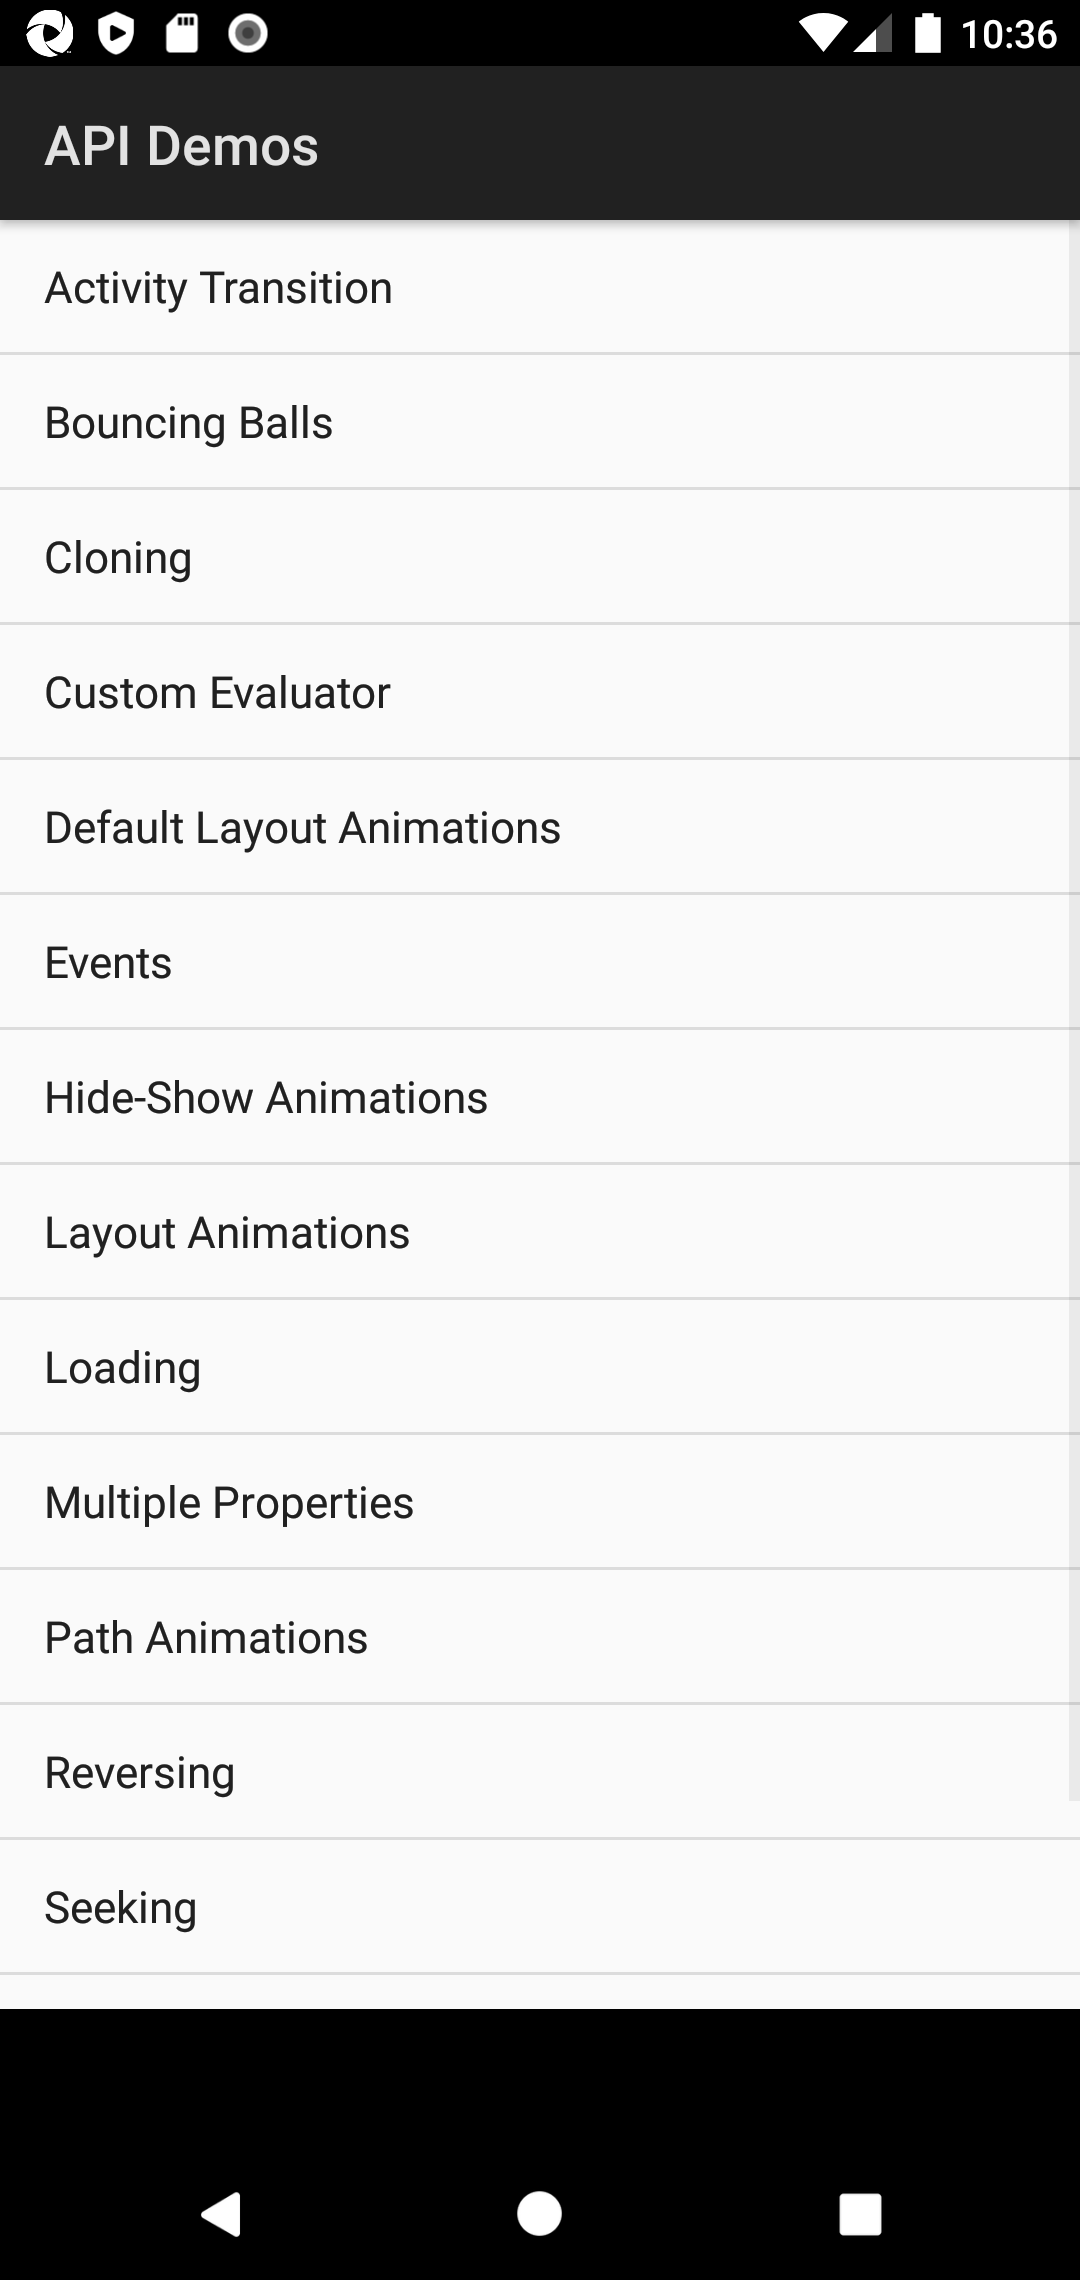 10:36
API Demos
Activity Transition
Bouncing Balls
Cloning
Custom Evaluator
Default Layout Animations
Events
Hide-Show Animations
Layout Animations
Loading
Multiple Properties
Path Animations
Reversing
Seeking